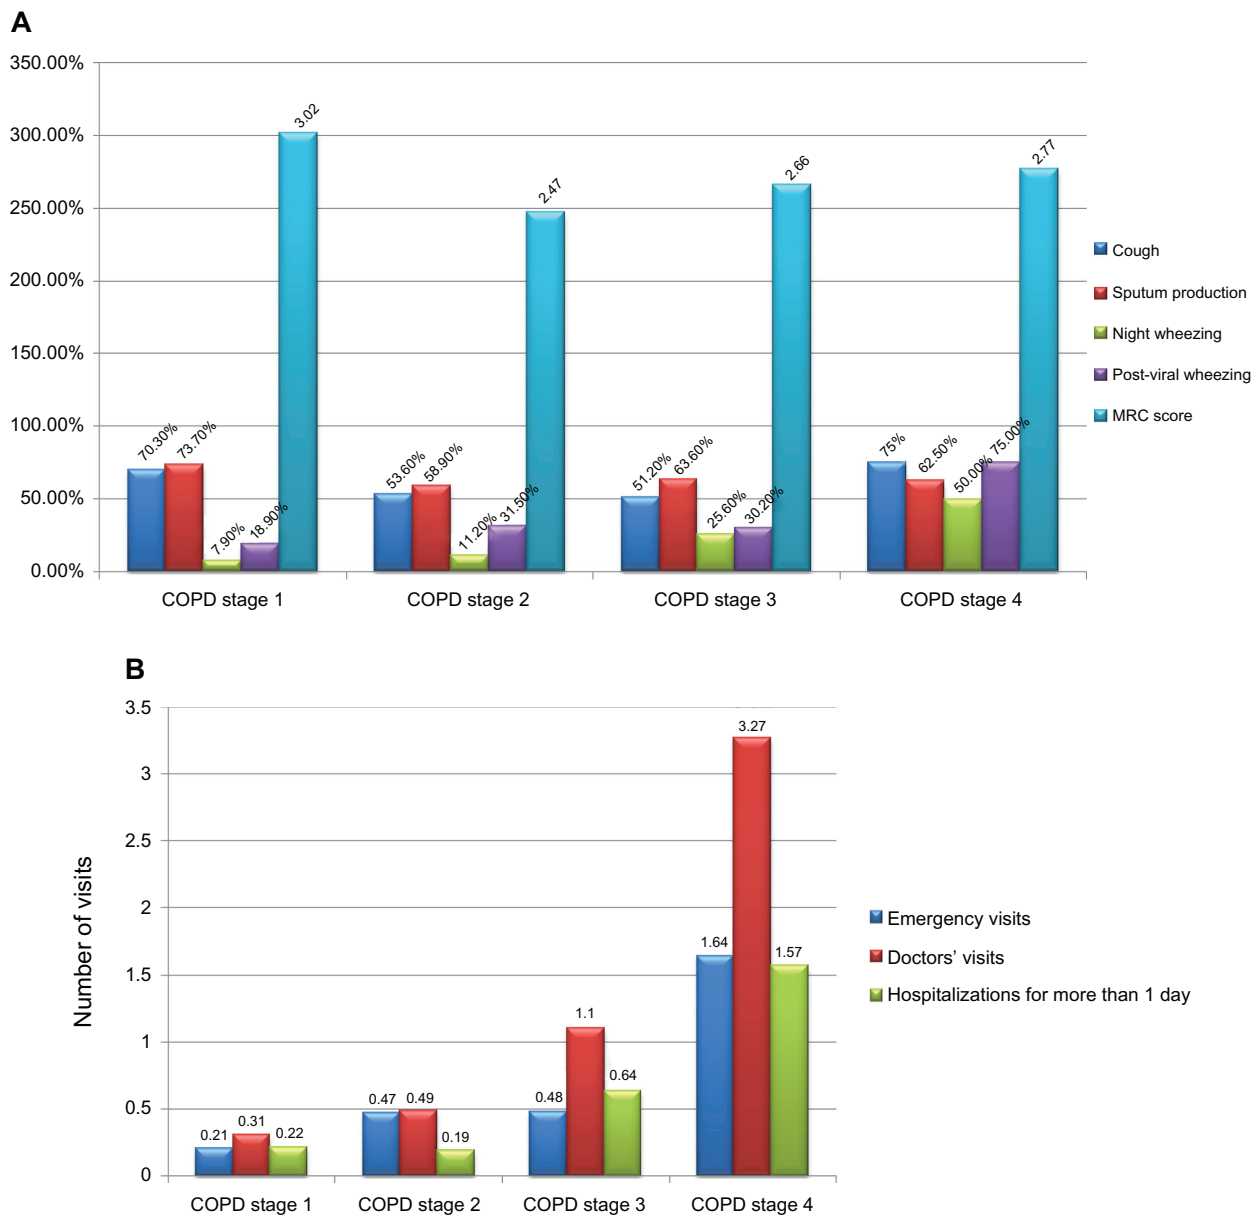 A
350.00%
300.00%
250.00%
200.00%
150.00%
100.00%
50.00%
0.00%
70.30% 73.70% 7.90% 18.90% 3.02
53.60% 58.90% 11.20% 31.50% 2.47
51.20% 63.60% 25.60% 30.20% 2.66
75% 62.50% 50.00% 75.00% 2.77
COPD stage 1 COPD stage 2 COPD stage 3 COPD stage 4
Cough
Sputum production
Night wheezing
Post-viral wheezing
MRC score
B
Number of visits
3.5
3
2.5
2
1.5
1
0.5
0
0.21 0.31 0.22
0.47 0.49 0.19
0.48 1.1 0.64
1.64 3.27 1.57
COPD stage 1 COPD stage 2 COPD stage 3 COPD stage 4
Emergency visits
Doctors' visits
Hospitalizations for more than 1 day